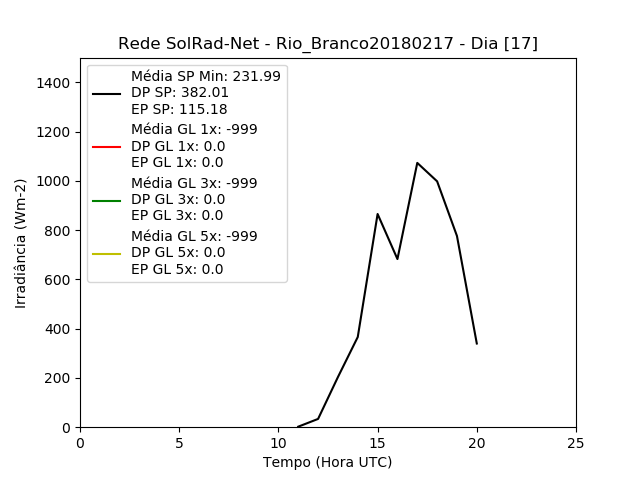 Rede SolRad-Net - Rio_Branco20180217 - Dia [17]
Média SP Min: 231.99
DP SP: 382.01
EP SP: 115.18
Média GL 1x: -999
DP GL 1x: 0.0
EP GL 1x: 0.0
Média GL 3x: -999
DP GL 3x: 0.0
EP GL 3x: 0.0
Média GL 5x: -999
DP GL 5x: 0.0
EP GL 5x: 0.0
Irradiância (Wm-2)
1400
1200
1000
800
600
400
200
0
0 5 10 15 20 25
Tempo (Hora UTC)